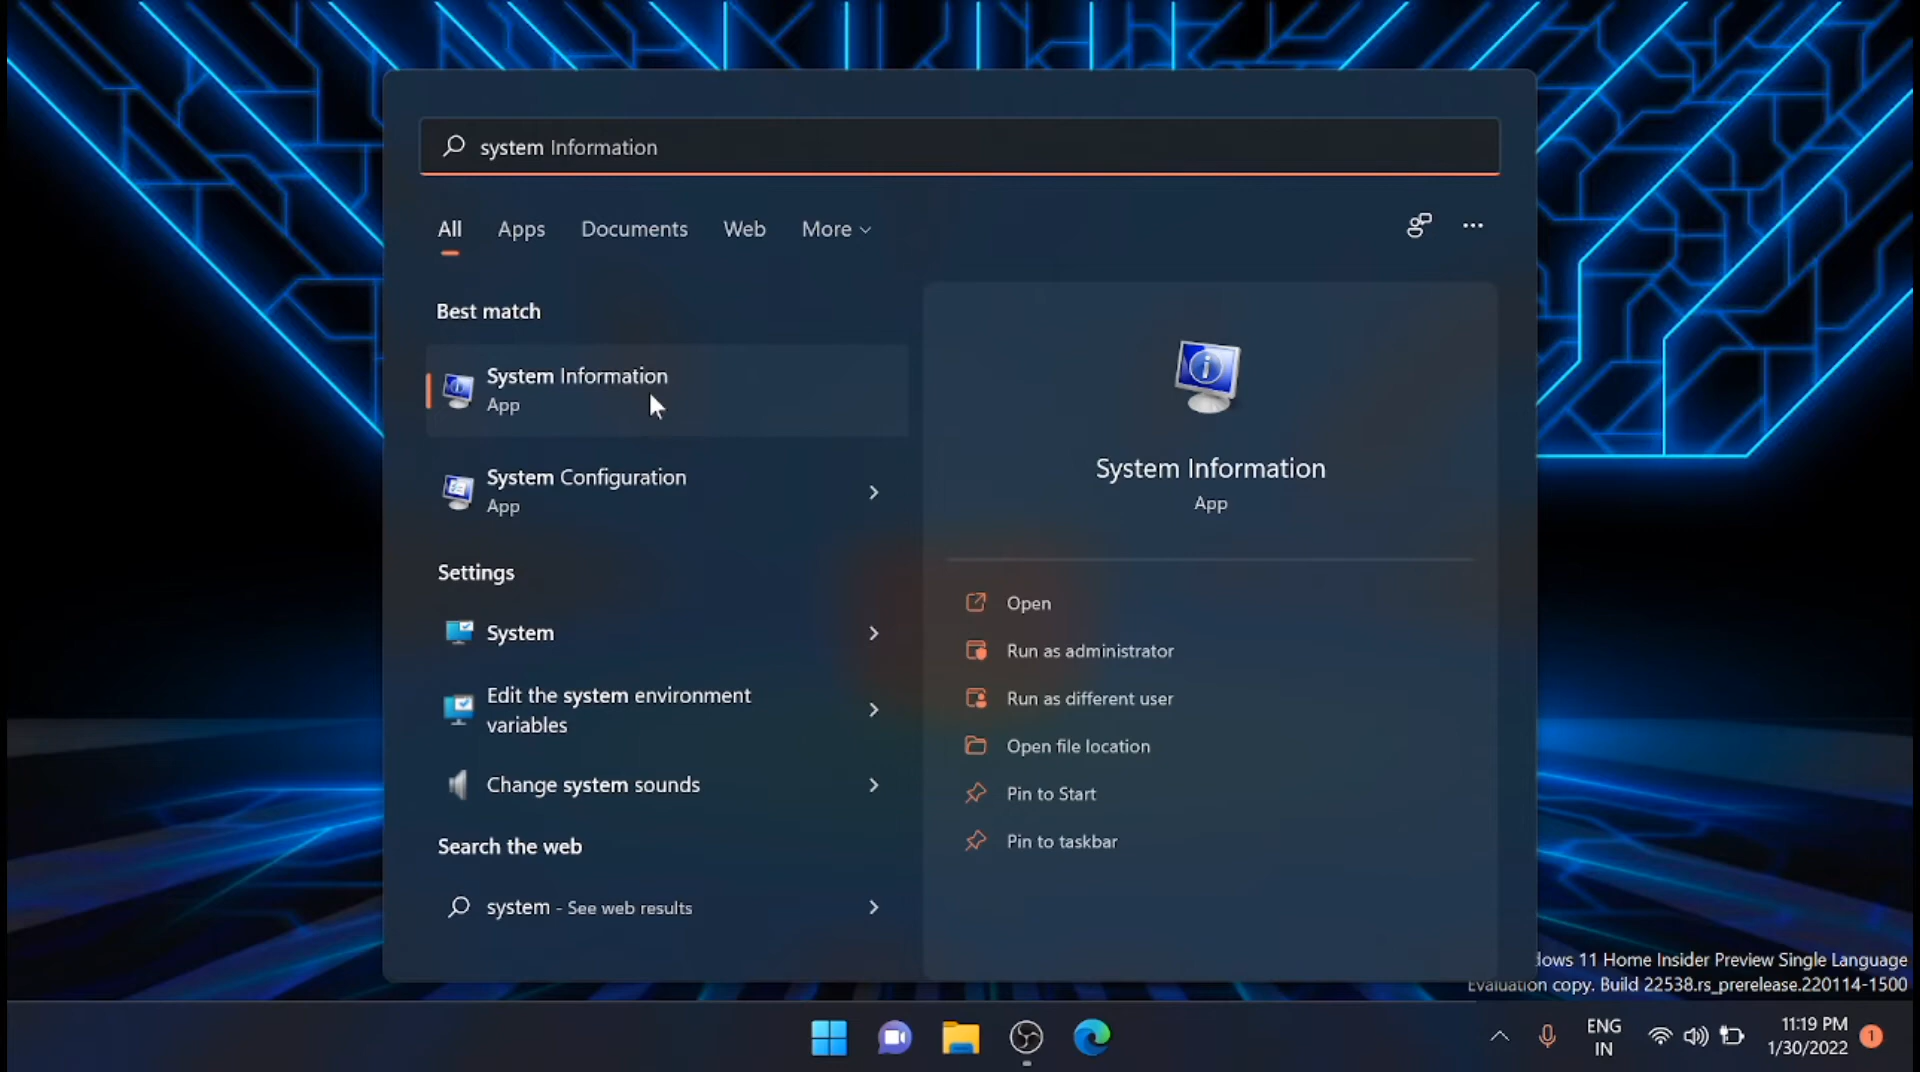 system Information
All Apps Documents Web More
Best match
System Information
App
System Configuration
App
Settings
System
Edit the system environment
variables
Change system sounds
Search the web
system - See web results
System Information
App
Open
Run as administrator
Run as different user
Open file location
Pin to Start
Pin to taskbar
11 Home Insider Preview Single Language
Evaluation copy. Build 22538.rs_prerelease.220114-1500
ENG
IN
11:19 PM
1/30/2022
1